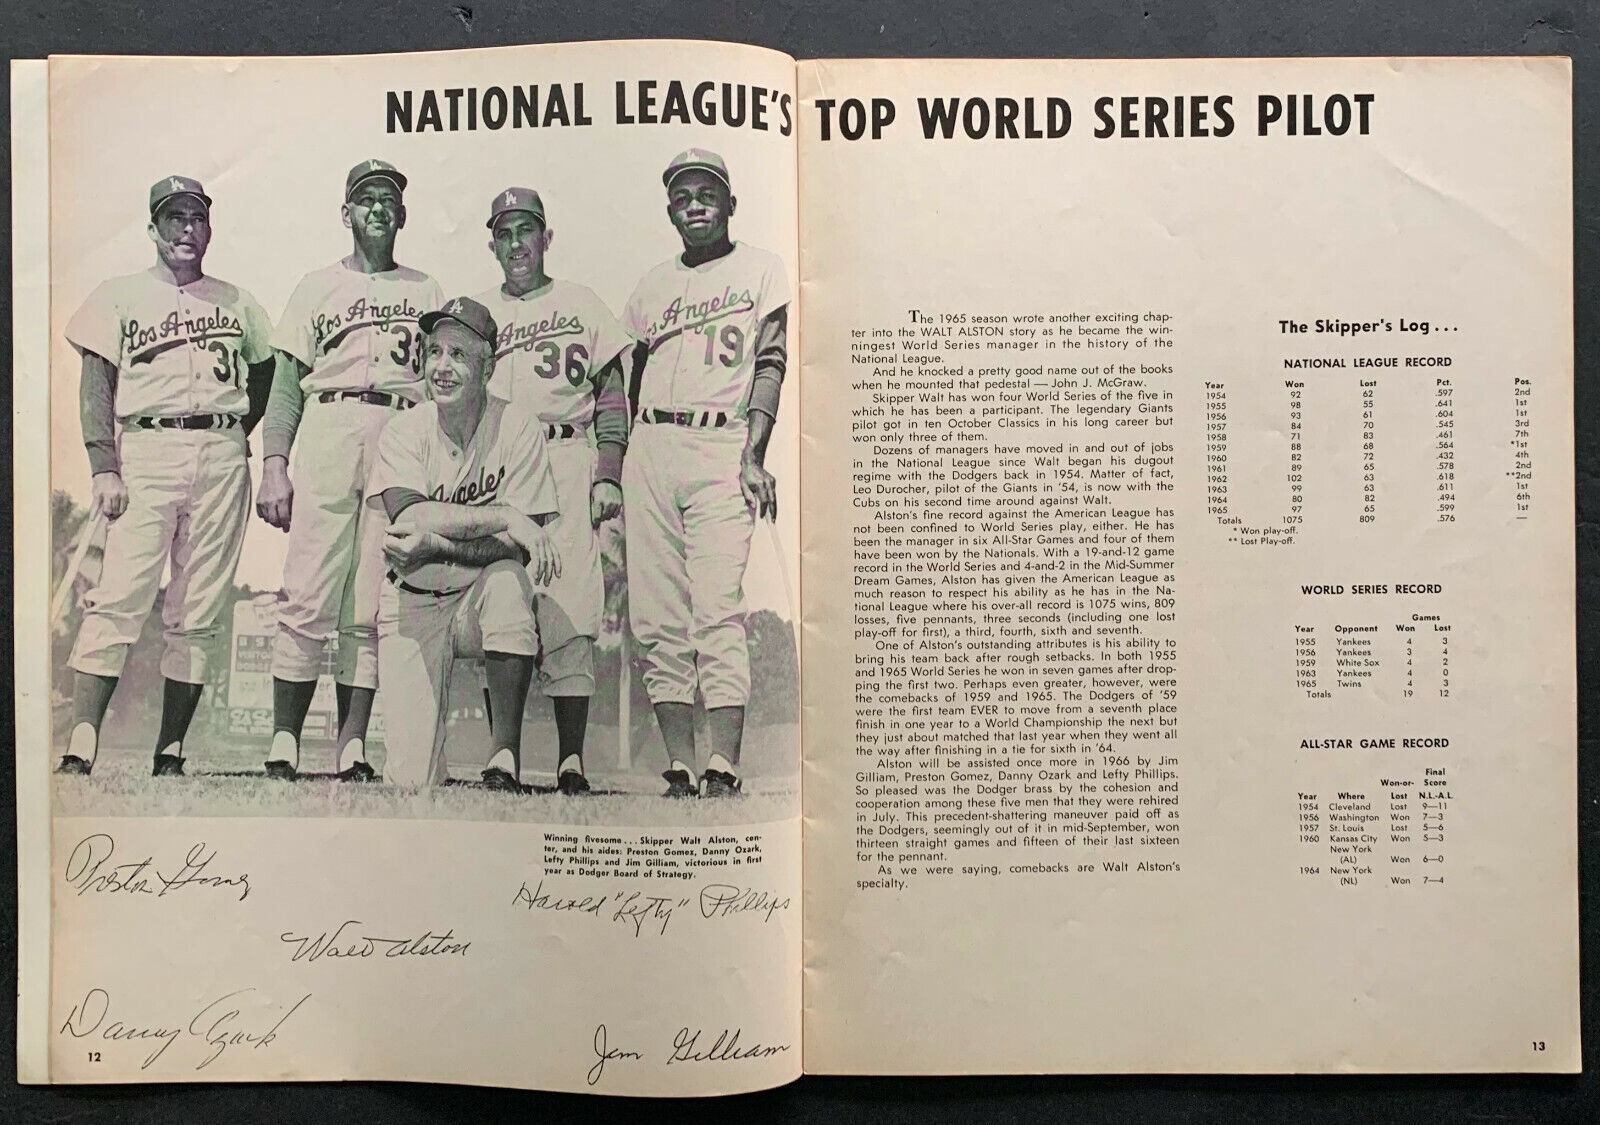 NATIONAL LEAGUE'S TOP WORLD SERIES PILOT
LA
LA
LA
LA
Los Angeles
31
Los Angeles
33
Angeles
36
Angeles
19
Angeles
Winning fivesome... Skipper Walt Alston, cen-
ter, and his aides: Preston Gomez, Danny Ozark,
Lefty Phillips and Jim Gilliam, victorious in first
year as Dodger Board of Strategy.
Preston Gomez
Harold "Lefty" Phillips
Walt Alston
Danny Ozark
Jim Gilliam
12
The 1965 season wrote another exciting chap-
ter into the WALT ALSTON story as he became the win-
ningest World Series manager in the history of the
National League.
And he knocked a pretty good name out of the books
when he mounted that pedestal — John J. McGraw.
Skipper Walt has won four World Series of the five in
which he has been a participant. The legendary Giants
pilot got in ten October Classics in his long career but
won only three of them.
Dozens of managers have moved in and out of jobs
in the National League since Walt began his dugout
regime with the Dodgers back in 1954. Matter of fact,
Leo Durocher, pilot of the Giants in '54, is now with the
Cubs on his second time around against Walt.
Alston's fine record against the American League has
not been confined to World Series play, either. He has
been the manager in six All-Star Games and four of them
have been won by the Nationals. With a 19-and-12 game
record in the World Series and 4-and-2 in the Mid-Summer
Dream Games, Alston has given the American League as
much reason to respect his ability as he has in the Na-
tional League where his over-all record is 1075 wins, 809
losses, five pennants, three seconds (including one lost
play-off for first), a third, fourth, sixth and seventh.
One of Alston's outstanding attributes is his ability to
bring his team back after rough setbacks. In both 1955
and 1965 World Series he won in seven games after drop-
ping the first two. Perhaps even greater, however, were
the comebacks of 1959 and 1965. The Dodgers of '59
were the first team EVER to move from a seventh place
finish in one year to a World Championship the next but
they just about matched that last year when they went all
the way after finishing in a tie for sixth in '64.
Alston will be assisted once more in 1966 by Jim
Gilliam, Preston Gomez, Danny Ozark and Lefty Phillips.
So pleased was the Dodger brass by the cohesion and
cooperation among these five men that they were rehired
in July. This precedent-shattering maneuver paid off as
the Dodgers, seemingly out of it in mid-September, won
thirteen straight games and fifteen of their last sixteen
for the pennant.
As we were saying, comebacks are Walt Alston's
specialty.
The Skipper's Log...
NATIONAL LEAGUE RECORD
Year Won Lost Pct. Pos.
1954 92 62 .597 2nd
1955 98 55 .641 1st
1956 93 61 .604 1st
1957 84 70 .545 3rd
1958 71 83 .461 7th
1959 88 68 .564 *1st
1960 82 72 .432 4th
1961 89 65 .578 2nd
1962 102 63 .618 **2nd
1963 99 63 .611 1st
1964 80 82 .494 6th
1965 97 65 .599 1st
Totals 1075 809 .576 —
* Won play-off.
** Lost Play-off.
WORLD SERIES RECORD
Games
Year Opponent Won Lost
1955 Yankees 4 3
1956 Yankees 3 4
1959 White Sox 4 2
1963 Yankees 4 0
1965 Twins 4 3
Totals 19 12
ALL-STAR GAME RECORD
Final
Won-or- Score
Year Where Lost N.L.-A.L.
1954 Cleveland Lost 9—11
1956 Washington Won 7—3
1957 St. Louis Lost 5—6
1960 Kansas City Won 5—3
New York
(AL) Won 6—0
1964 New York
(NL) Won 7—4
13